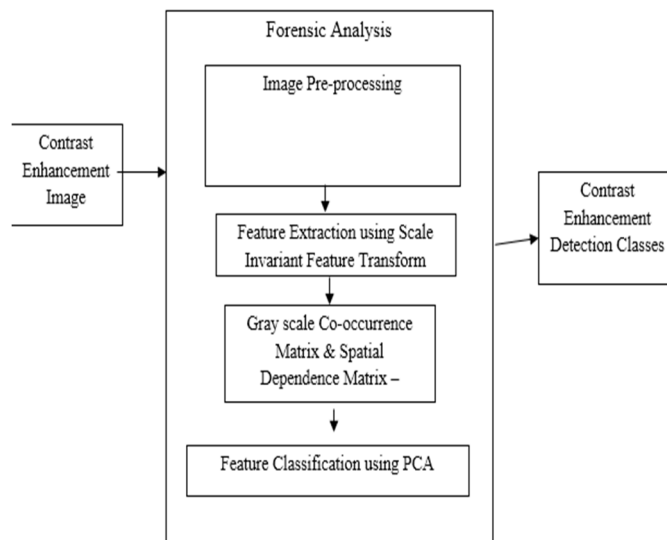 Forensic Analysis
Image Pre-processing
Contrast
Enhancement
Image
Feature Extraction using Scale
Invariant Feature Transform
Gray scale Co-occurrence
Matrix & Spatial
Dependence Matrix –
Feature Classification using PCA
Contrast
Enhancement
Detection Classes